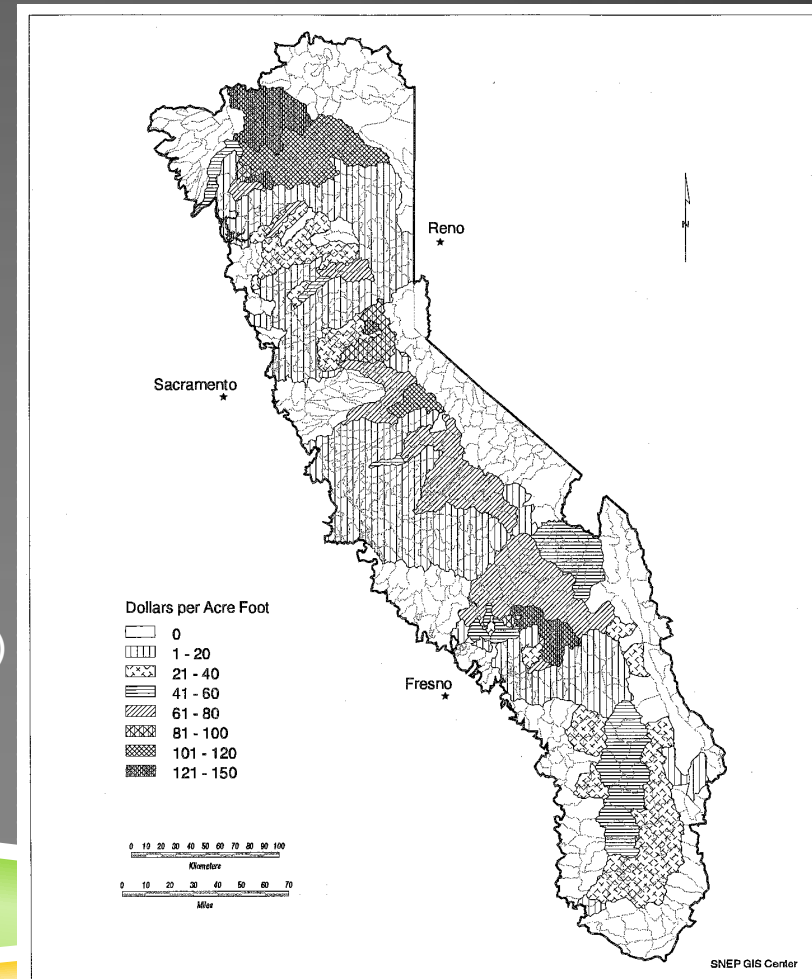 Reno
N
Sacramento
Dollars per Acre Foot
0
1 - 20
21 - 40
41 - 60
61 - 80
81 - 100
101 - 120
121 - 150
Fresno
0 10 20 30 40 50 60 70 80 90 100
Kilometers
0 10 20 30 40 50 60 70
Miles
SNEP GIS Center